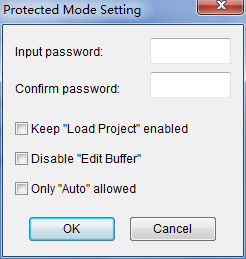 Protected Mode Setting
Input password:
Confirm password:
Keep "Load Project" enabled
Disable "Edit Buffer"
Only "Auto" allowed
OK Cancel